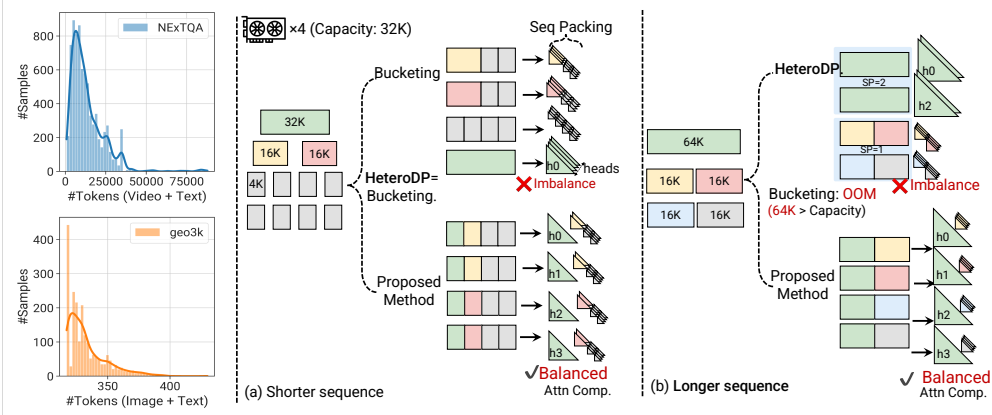 NExTQA
800
600
400
200
0
#Samples
0 25000 50000 75000
#Tokens (Video + Text)
geo3k
400
300
200
100
0
#Samples
350 400
#Tokens (Image + Text)
×4 (Capacity: 32K)
Seq Packing
Bucketing
32K
16K 16K
4K
HeteroDP=
Bucketing.
h0
heads
Imbalance
Proposed
Method
h0
h1
h2
h3
Balanced
Attn Comp.
(a) Shorter sequence
HeteroDP
SP=2
h0
h2
SP=1
64K
16K 16K
16K 16K
Bucketing: OOM
(64K > Capacity)
Imbalance
Proposed
Method
h0
h1
h2
h3
Balanced
Attn Comp.
(b) Longer sequence